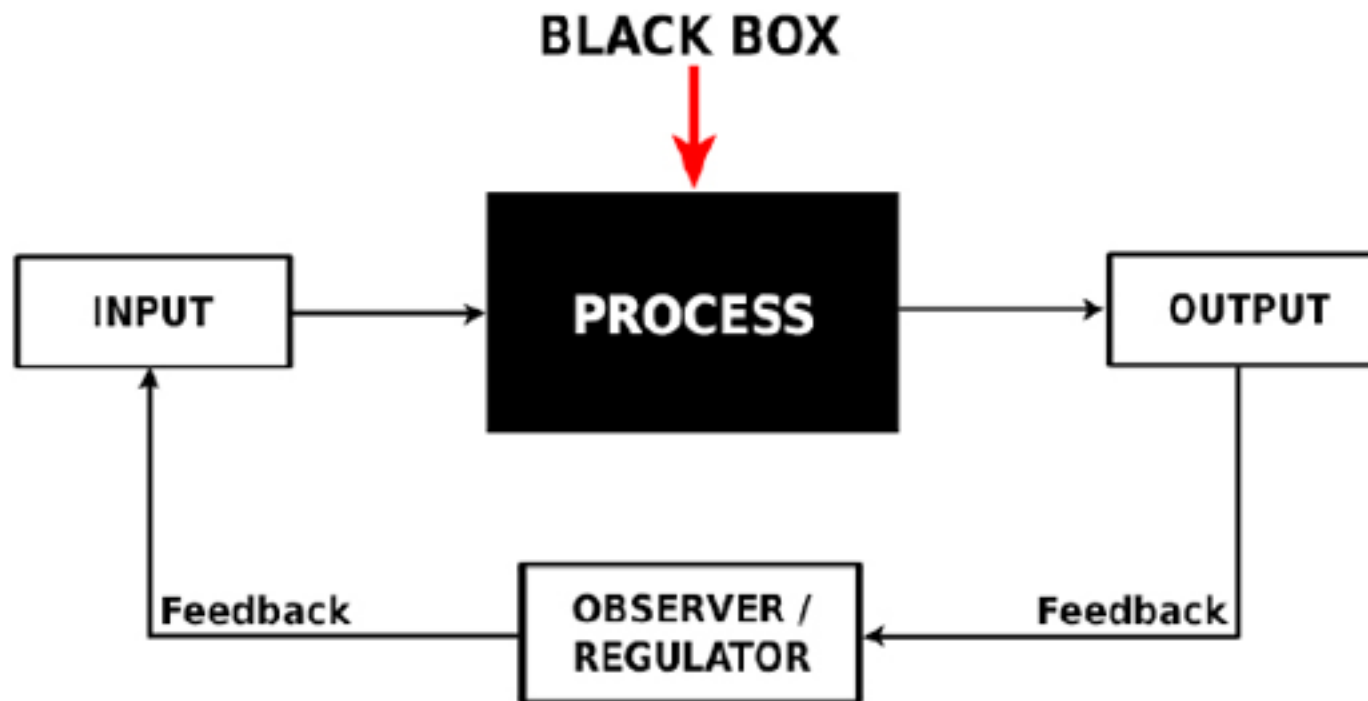 BLACK BOX
INPUT
PROCESS
OUTPUT
Feedback
OBSERVER /
REGULATOR
Feedback